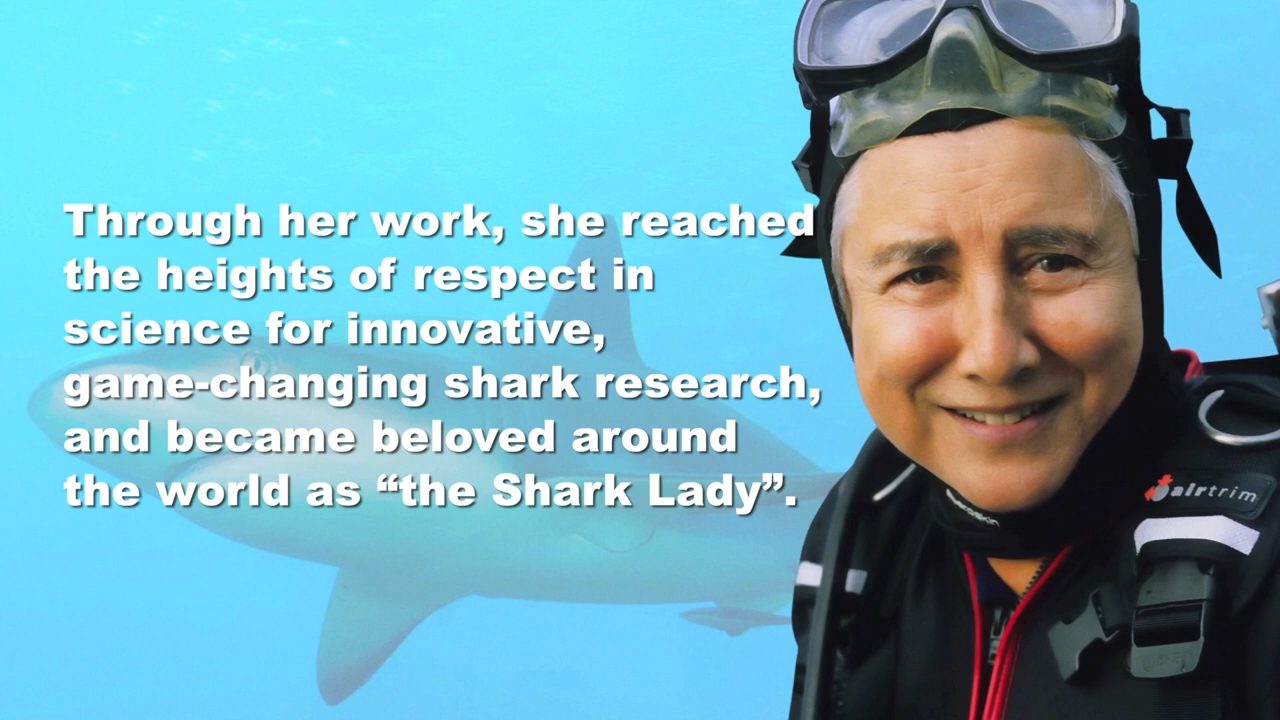 Through her work, she reached
the heights of respect in
science for innovative,
game-changing shark research,
and became beloved around
the world as “the Shark Lady”.
airtrim